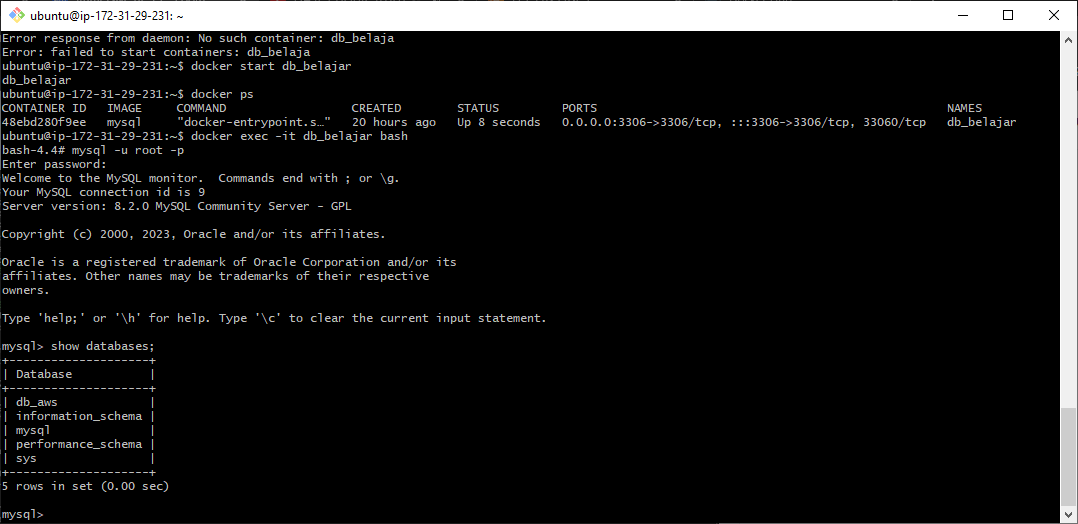 ubuntu@ip-172-31-29-231: ~
Error response from daemon: No such container: db_belaja
Error: failed to start containers: db_belaja
ubuntu@ip-172-31-29-231:~$ docker start db_belajar
db_belajar
ubuntu@ip-172-31-29-231:~$ docker ps
CONTAINER ID   IMAGE     COMMAND                  CREATED        STATUS         PORTS                                                  NAMES
48ebd280f9ee   mysql     "docker-entrypoint.s…"   20 hours ago   Up 8 seconds   0.0.0.0:3306->3306/tcp, :::3306->3306/tcp, 33060/tcp   db_belajar
ubuntu@ip-172-31-29-231:~$ docker exec -it db_belajar bash
bash-4.4# mysql -u root -p
Enter password:
Welcome to the MySQL monitor.  Commands end with ; or \g.
Your MySQL connection id is 9
Server version: 8.2.0 MySQL Community Server - GPL
Copyright (c) 2000, 2023, Oracle and/or its affiliates.
Oracle is a registered trademark of Oracle Corporation and/or its
affiliates. Other names may be trademarks of their respective
owners.
Type 'help;' or '\h' for help. Type '\c' to clear the current input statement.
mysql> show databases;
+--------------------+
| Database           |
+--------------------+
| db_aws             |
| information_schema |
| mysql              |
| performance_schema |
| sys                |
+--------------------+
5 rows in set (0.00 sec)
mysql>